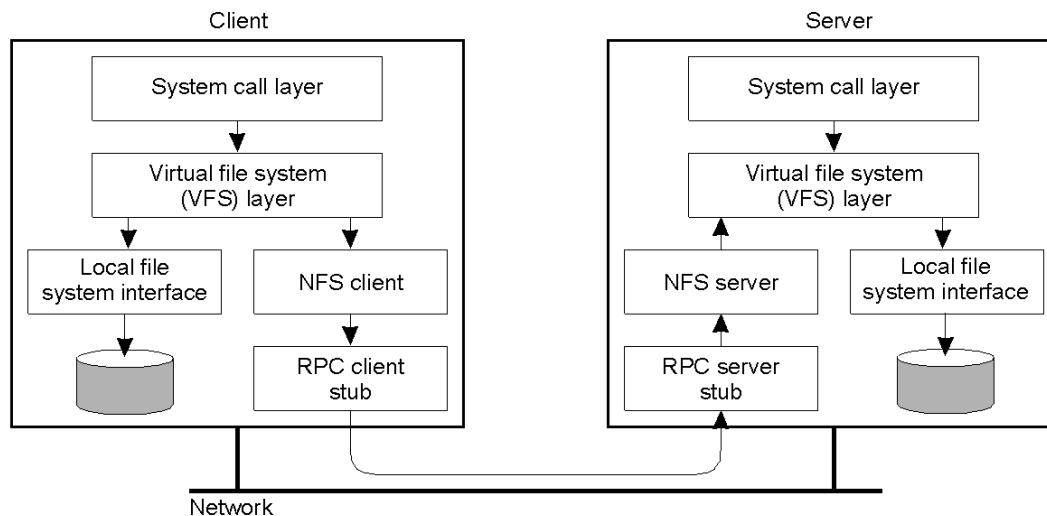 Client
System call layer
Virtual file system
(VFS) layer
Local file
system interface
NFS client
RPC client
stub
Server
System call layer
Virtual file system
(VFS) layer
NFS server
Local file
system interface
RPC server
stub
Network